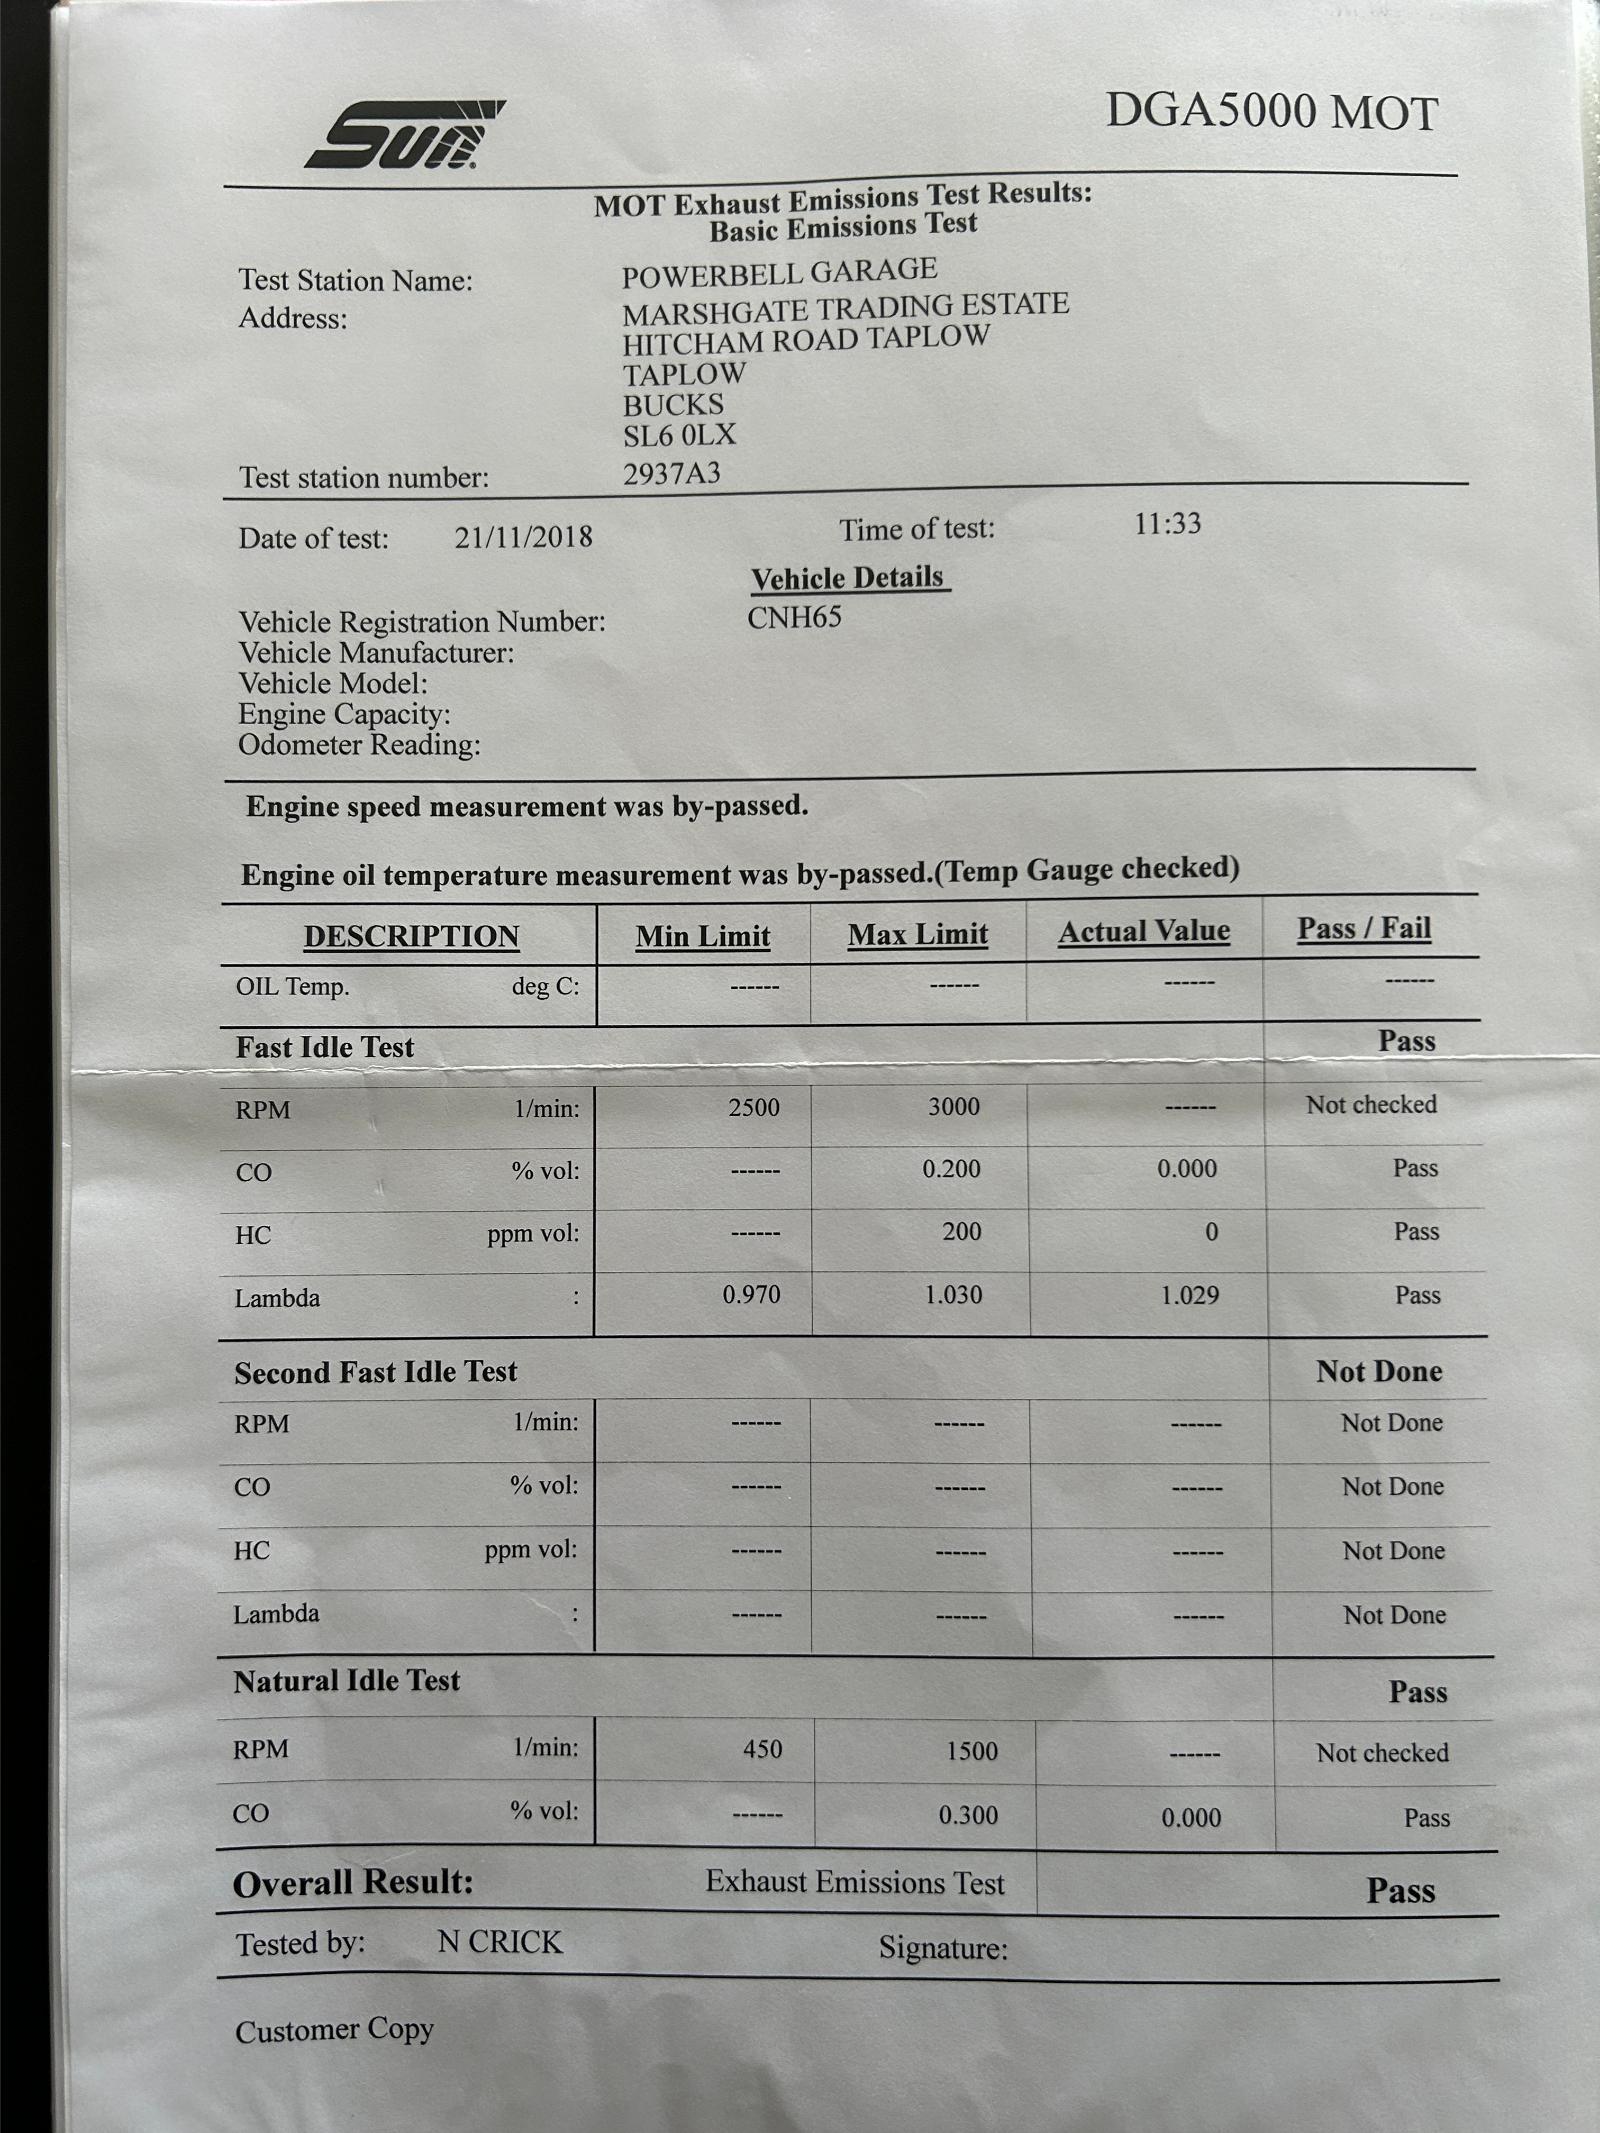 Sun
DGA5000 MOT
MOT Exhaust Emissions Test Results:
Basic Emissions Test
Test Station Name: POWERBELL GARAGE
Address: MARSHGATE TRADING ESTATE
HITCHAM ROAD TAPLOW
TAPLOW
BUCKS
SL6 0LX
Test station number: 2937A3
Date of test: 21/11/2018 Time of test: 11:33
Vehicle Details
Vehicle Registration Number: CNH65
Vehicle Manufacturer:
Vehicle Model:
Engine Capacity:
Odometer Reading:
Engine speed measurement was by-passed.
Engine oil temperature measurement was by-passed.(Temp Gauge checked)
DESCRIPTION Min Limit Max Limit Actual Value Pass / Fail
OIL Temp. deg C: ------ ------ ------ ------
Fast Idle Test Pass
RPM 1/min: 2500 3000 ------ Not checked
CO % vol: ------ 0.200 0.000 Pass
HC ppm vol: ------ 200 0 Pass
Lambda : 0.970 1.030 1.029 Pass
Second Fast Idle Test Not Done
RPM 1/min: ------ ------ ------ Not Done
CO % vol: ------ ------ ------ Not Done
HC ppm vol: ------ ------ ------ Not Done
Lambda : ------ ------ ------ Not Done
Natural Idle Test Pass
RPM 1/min: 450 1500 ------ Not checked
CO % vol: ------ 0.300 0.000 Pass
Overall Result: Exhaust Emissions Test Pass
Tested by: N CRICK Signature:
Customer Copy